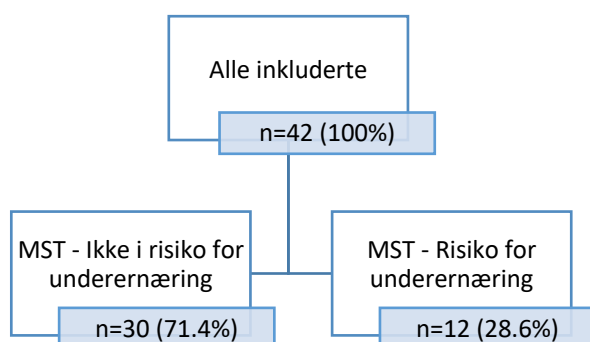 Alle inkluderte
n=42 (100%)
MST - Ikke i risiko for
underernæring
n=30 (71.4%)
MST - Risiko for
underernæring
n=12 (28.6%)